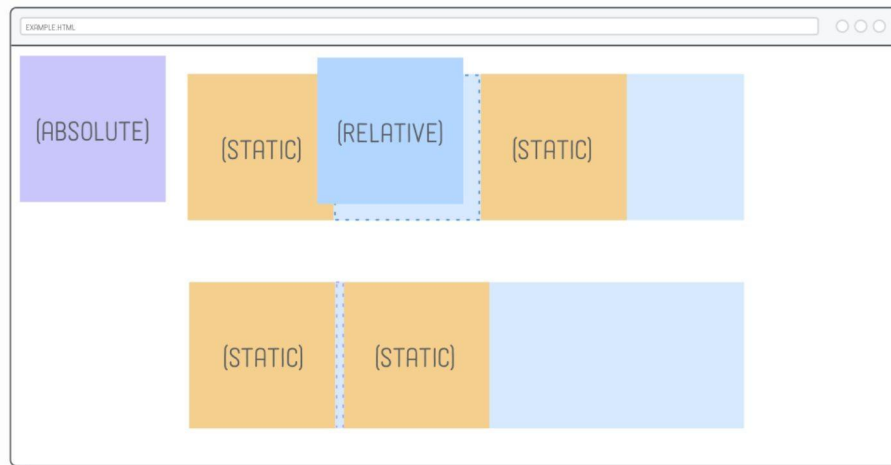 EXAMPLE.HTML
(ABSOLUTE)
(STATIC)
(RELATIVE)
(STATIC)
(STATIC)
(STATIC)